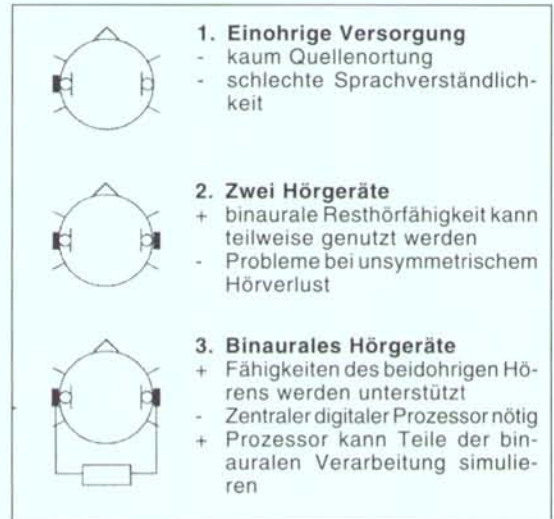 1. Einohrige Versorgung
- kaum Quellenortung
- schlechte Sprachverständlich-
keit
2. Zwei Hörgeräte
+ binaurale Resthörfähigkeit kann
teilweise genutzt werden
- Probleme bei unsymmetrischem
Hörverlust
3. Binaurales Hörgeräte
+ Fähigkeiten des beidohrigen Hö-
rens werden unterstützt
- Zentraler digitaler Prozessor nötig
+ Prozessor kann Teile der bin-
auralen Verarbeitung simulie-
ren